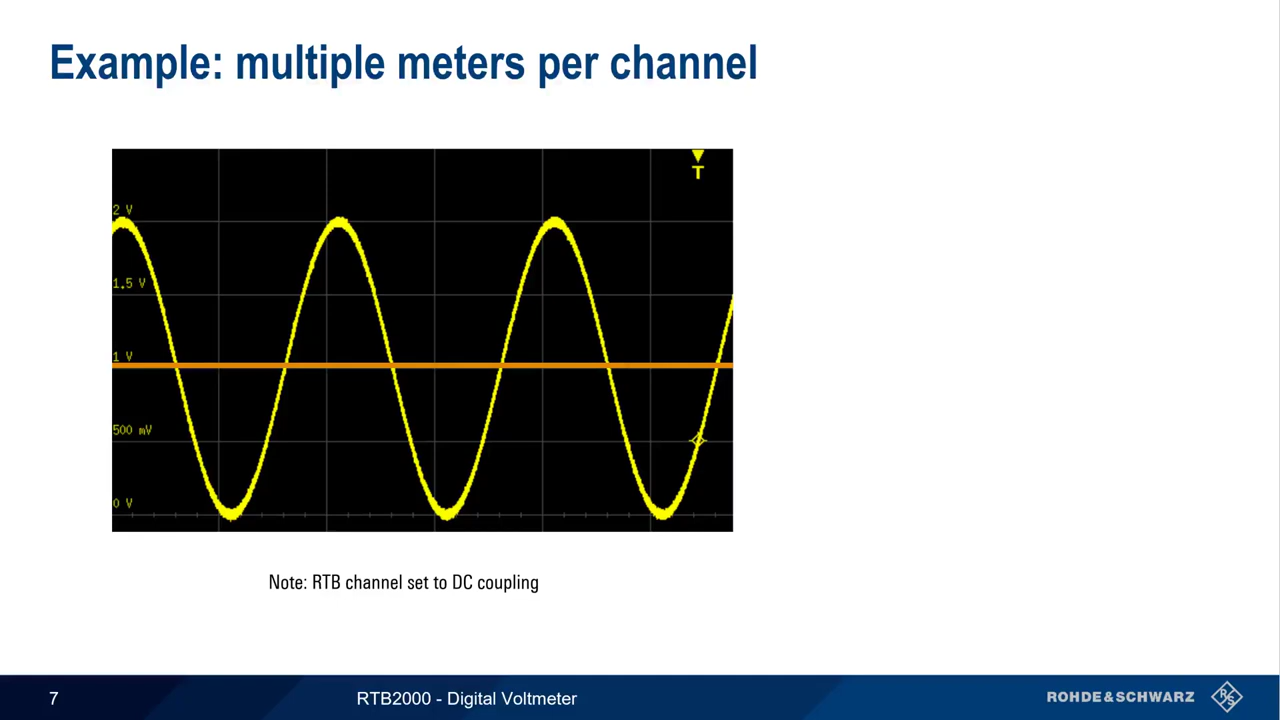 Example: multiple meters per channel
T
2 V
1.5 V
1 V
500 mV
0 V
Note: RTB channel set to DC coupling
7
RTB2000 - Digital Voltmeter
ROHDE&SCHWARZ
R
S